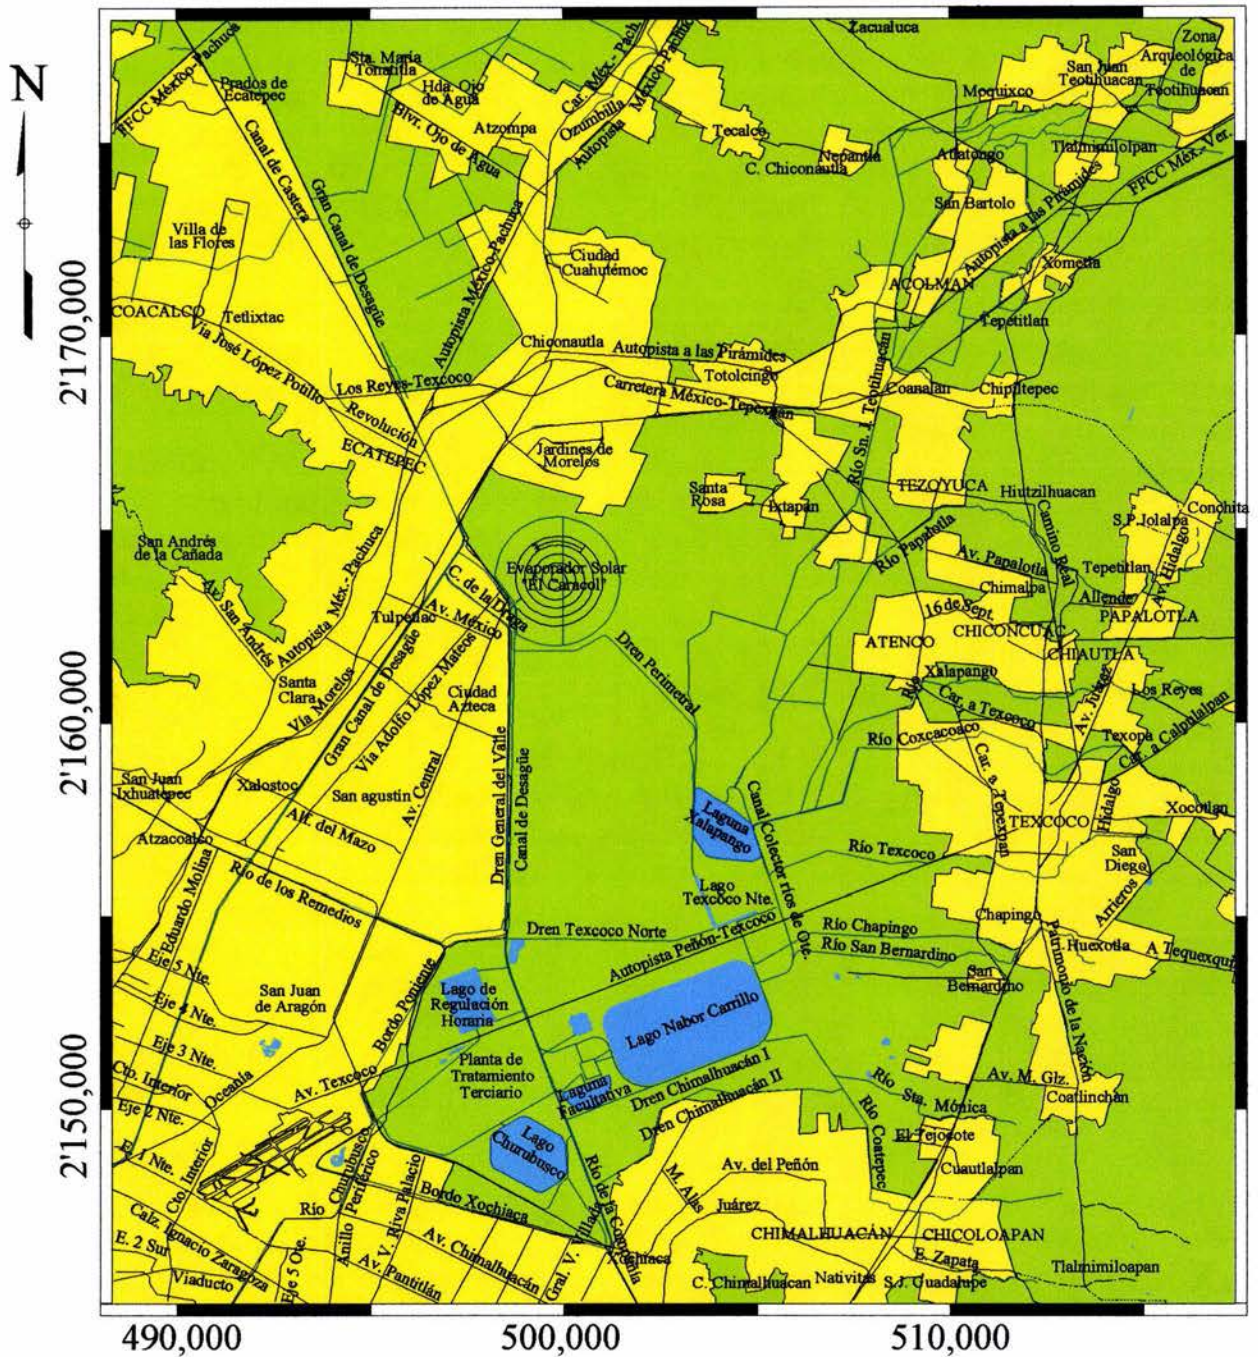 N
Zacualuca
Zona
Arqueológica
de
Teotihuacan
San Juan
Teotihuacan
Moquixco
FFCC México-Pachuca
Prados de
Ecatepec
Sta. María
Tonatitla
Hda. Ojo
de Agua
Car. Méx.- Pach.
México-Pachuca
Ozumbilla
Autopista
Atzompa
Blvr. Ojo de Agua
Tecalco
Nepantla
C. Chiconautla
Atlatongo
Tlalmimilolpan
FFCC Méx.-Ver.
Canal de Castera
Gran Canal de Desagüe
San Bartolo
Autopista a las Pirámides
Villa de
las Flores
Autopista México-Pachuca
Ciudad
Cuahutémoc
Xometla
ACOLMAN
2'170,000
COACALCO
Tetlixtac
Tepetitlan
Chiconautla
Autopista a las Pirámides
Totolcingo
Via José López Potillo
Los Reyes-Texcoco
Carretera México-Tepexpan
Río Sn. J. Teotihuacán
Coanalan
Chipiltepec
Revolución
ECATEPEC
Jardines de
Morelos
Santa
Rosa
Ixtapan
TEZOYUCA
Hiutzilhuacan
Conchita
S.P.Jolalpa
San Andrés
de la Cañada
Río Papalotla
Camino Real
Av. Hidalgo
Evaporador Solar
"El Caracol"
Av. Papalotla
Tepetitlan
Chimalpa
Allende
C. de la Draga
Av. México
Tulpetlac
Av. San Andrés
Autopista Méx.-Pachuca
16 de Sept.
PAPALOTLA
ATENCO
CHICONCUAC
CHIAUTLA
Dren Perimetral
2'160,000
Santa
Clara
Vía Morelos
Gran Canal de Desagüe
Vía Adolfo López Mateos
Ciudad
Azteca
Río
Xalapango
Los Reyes
Av. Juárez
Car. a Texcoco
Río Coxcacoaco
Texopa
Car. a Calpulalpan
San Juan
Ixhuatepec
Xalostoc
San agustin
Av. Central
Dren General del Valle
Canal de Desagüe
Laguna
Xalapango
Canal Colector ríos de Ote.
Car. a Tepexpan
TEXCOCO
Hidalgo
Xocotlan
Atzacoalco
Alf. del Mazo
Río Texcoco
San
Diego
Eduardo Molina
Río de los Remedios
Lago
Texcoco Nte.
Arrieros
Río Chapingo
Chapingo
Dren Texcoco Norte
Autopista Peñón-Texcoco
Río San Bernardino
Huexotla
A Tequexqui
Eje 5 Nte.
San Juan
de Aragón
Bordo Poniente
Lago de
Regulación
Horaria
San
Bernardino
Patrimonio de la Nación
Eje 4 Nte.
Lago Nabor Carrillo
2'150,000
Eje 3 Nte.
Oceanía
Cto. Interior
Av. Texcoco
Planta de
Tratamiento
Terciario
Laguna
Facultativa
Dren Chimalhuacán I
Dren Chimalhuacán II
Río
Sta. Mónica
Av. M. Glz.
Coatlinchan
Eje 2 Nte.
El Tejocote
E. 1 Nte.
Cto. Interior
Lago
Churubusco
Río Coatepec
Cuautlalpan
Río
Churubusco
Anillo Periférico
Av. V. Riva Palacio
Bordo Xochiaca
Río de la Compañía
M. Alas
Av. del Peñón
Juárez
Calz. Ignacio Zaragoza
E. 2 Sur
Viaducto
Eje 5 Ote.
Av. Pantitlán
Av. Chimalhuacán
Gral. V. Villada
Xochiaca
CHIMALHUACÁN
CHICOLOAPAN
E. Zapata
C. Chimalhuacan
Nativitas
S.J. Guadalupe
Tlalmimiloapan
490,000
500,000
510,000